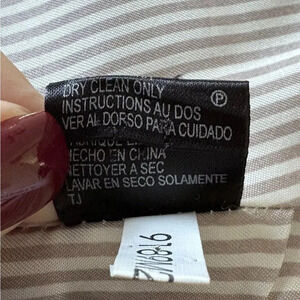 DRY CLEAN ONLY
INSTRUCTIONS AU DOS
VER AL DORSO PARA CUIDADO
P
HECHO EN CHINA
NETTOYER A SEC
LAVAR EN SECO SOLAMENTE
TJ